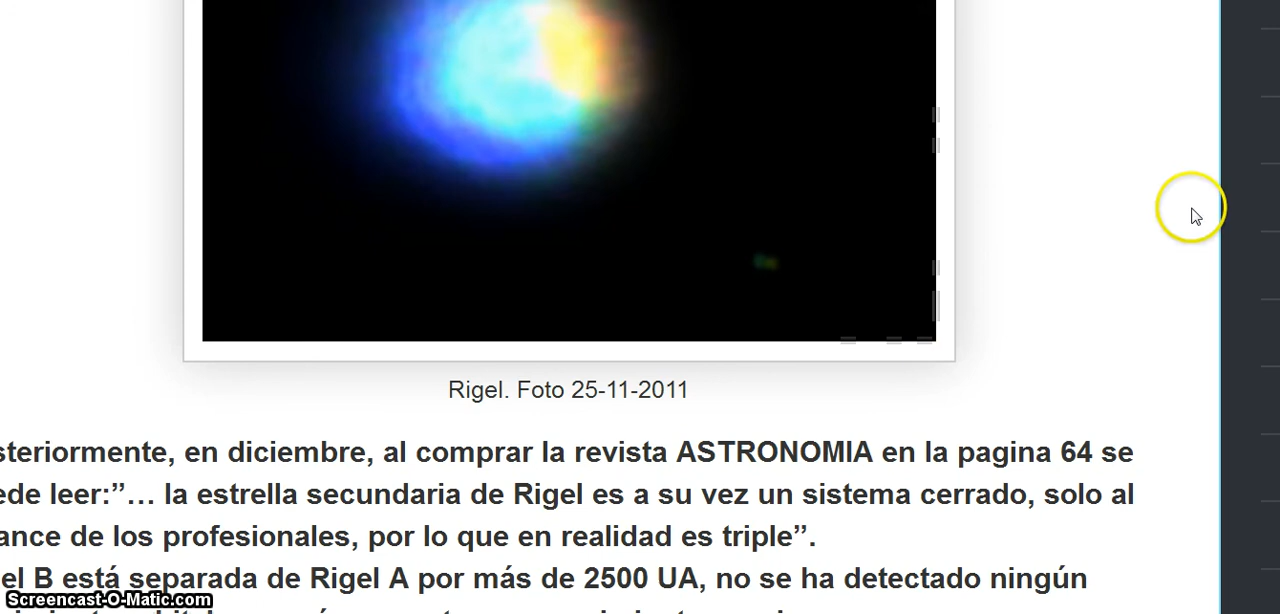 Rigel. Foto 25-11-2011
steriormente, en diciembre, al comprar la revista ASTRONOMIA en la pagina 64 se
ede leer:”… la estrella secundaria de Rigel es a su vez un sistema cerrado, solo al
ance de los profesionales, por lo que en realidad es triple”.
el B está separada de Rigel A por más de 2500 UA, no se ha detectado ningún
Screencast-O-Matic.com